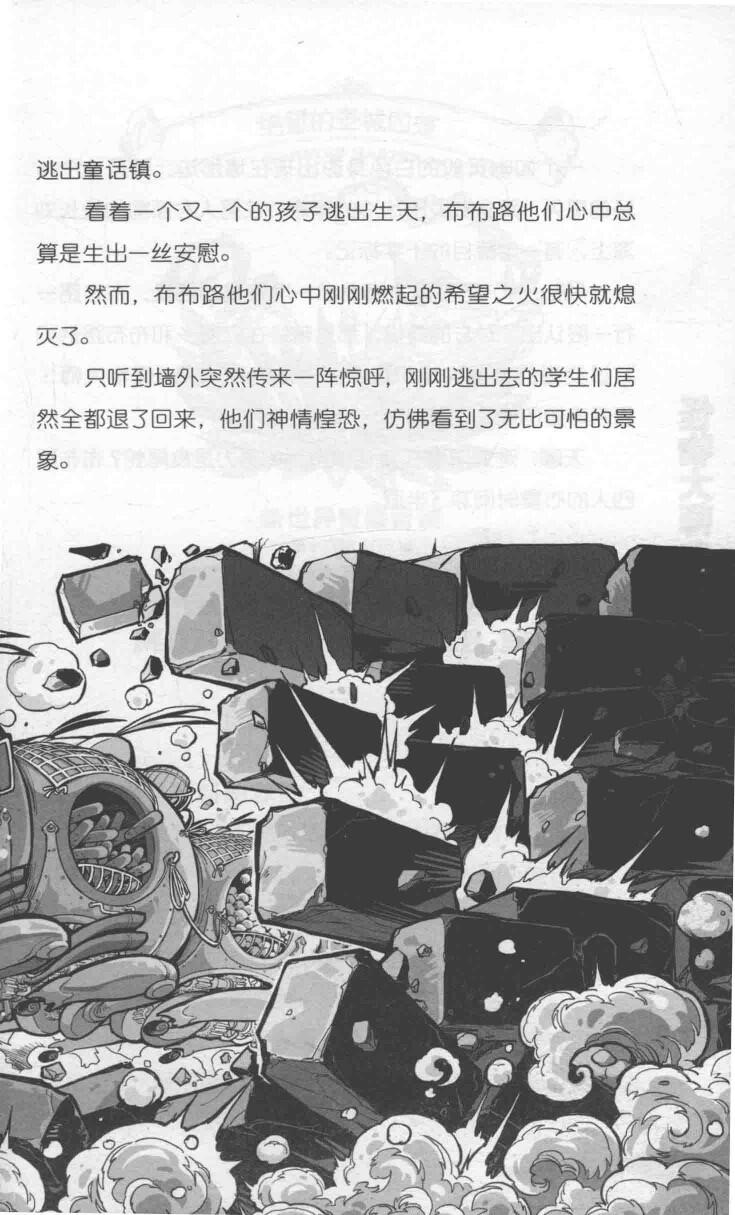 逃出童话镇。
看着一个又一个的孩子逃出生天，布布路他们心中总
算是生出一丝安慰。
然而，布布路他们心中刚刚燃起的希望之火很快就熄
灭了。
只听到墙外突然传来一阵惊呼，刚刚逃出去的学生们居
然全都退了回来，他们神情惶恐，仿佛看到了无比可怕的景
象。